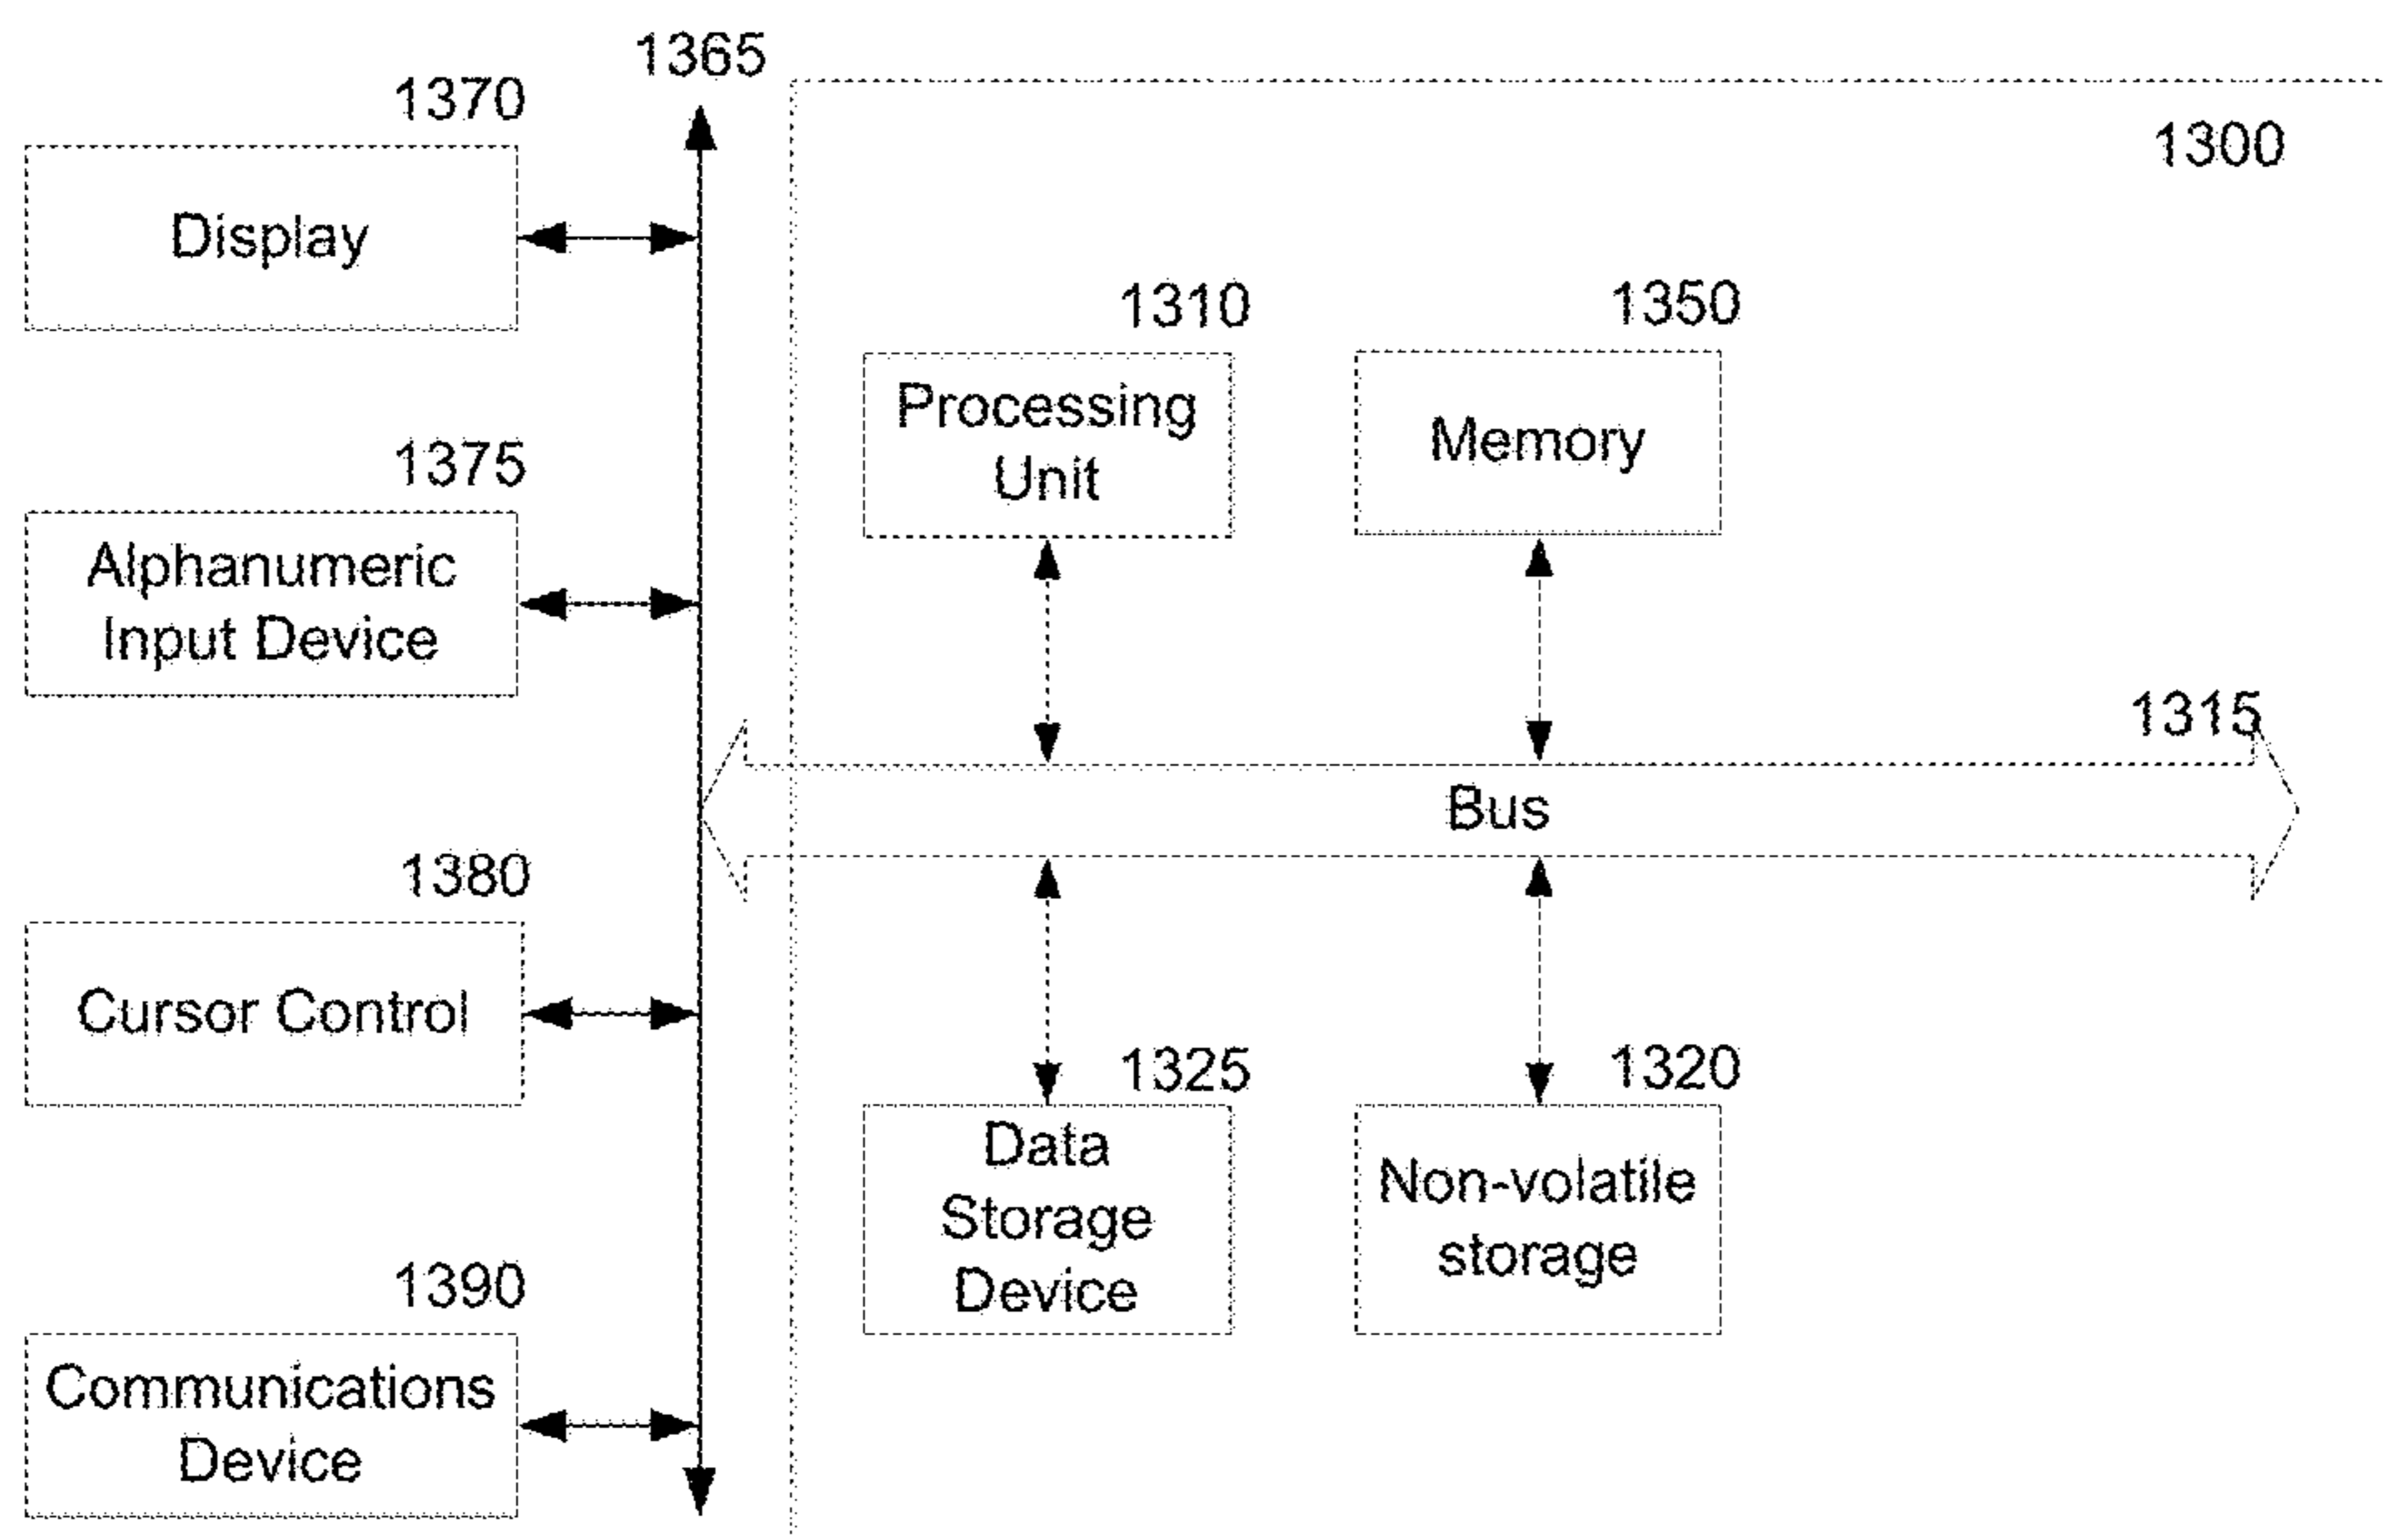 1365
1370
1300
Display
1310
1350
Processing
Unit
Memory
1375
Alphanumeric
Input Device
1315
Bus
1380
Cursor Control
1325
1320
Data
Storage
Device
Non-volatile
storage
1390
Communications
Device